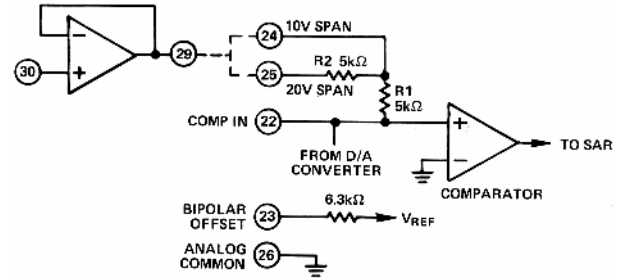 24
10V SPAN
29
30
25
R2 5kΩ
20V SPAN
R1
5kΩ
COMP IN 22
FROM D/A
CONVERTER
COMPARATOR
TO SAR
BIPOLAR
OFFSET
23
6.3kΩ
VREF
ANALOG
COMMON
26
+
−
+
−